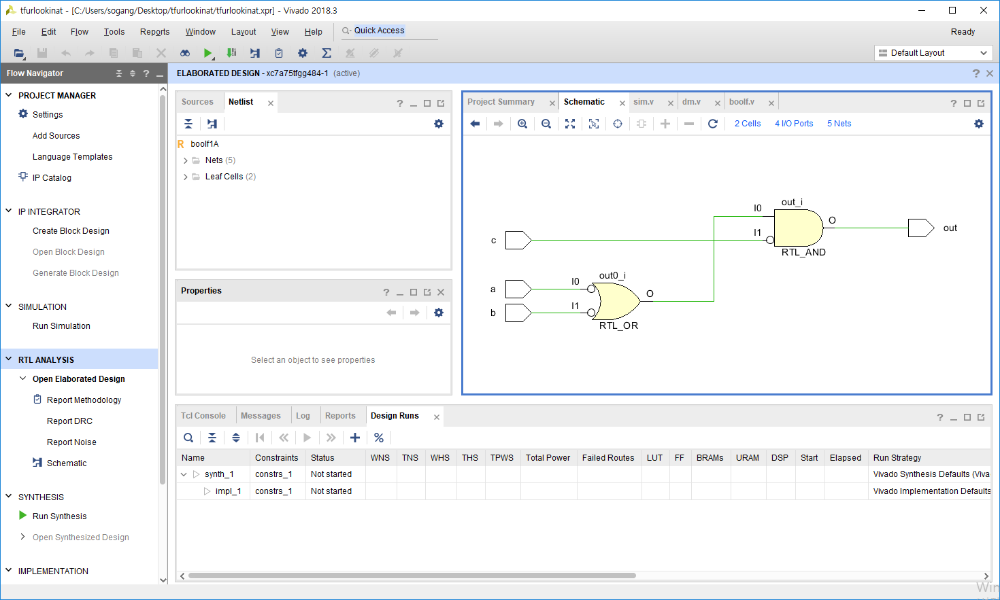 tfurlookinat - [C:/Users/sogang/Desktop/tfurlookinat/tfurlookinat.xpr] - Vivado 2018.3
File Edit Flow Tools Reports Window Layout View Help Quick Access Ready
Default Layout
Flow Navigator
ELABORATED DESIGN - xc7a75tfgg484-1 (active)
PROJECT MANAGER
Settings
Add Sources
Language Templates
IP Catalog
IP INTEGRATOR
Create Block Design
Open Block Design
Generate Block Design
SIMULATION
Run Simulation
RTL ANALYSIS
Open Elaborated Design
Report Methodology
Report DRC
Report Noise
Schematic
SYNTHESIS
Run Synthesis
Open Synthesized Design
IMPLEMENTATION
Sources Netlist
R boolf1A
Nets (5)
Leaf Cells (2)
Properties
Select an object to see properties
Project Summary Schematic sim.v dm.v boolf.v
2 Cells 4 I/O Ports 5 Nets
out_i
I0
O
I1
RTL_AND
out
c
out0_i
a
I0
O
b
I1
RTL_OR
Tcl Console Messages Log Reports Design Runs
Name Constraints Status WNS TNS WHS THS TPWS Total Power Failed Routes LUT FF BRAMs URAM DSP Start Elapsed Run Strategy
synth_1 constrs_1 Not started Vivado Synthesis Defaults (Viva
impl_1 constrs_1 Not started Vivado Implementation Defaults
Win